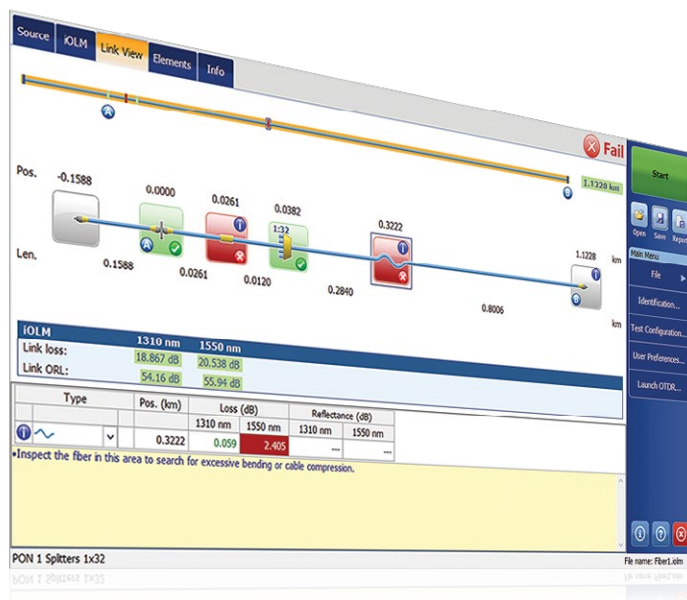 Source iOLM Link View Elements Info
Fail
A
B
1.1228 km
Start
Open Save Report
Main Menu
File
Identification...
Test Configuration...
User Preferences...
Launch OTDR...
Pos. -0.1588 0.0000 0.0261 0.0382 0.3222 1.1228 km
1:32
A
B
Len. 0.1588 0.0261 0.0120 0.2840 0.8006 km
iOLM 1310 nm 1550 nm
Link loss: 18.867 dB 20.538 dB
Link ORL: 54.16 dB 55.94 dB
Type Pos. (km) Loss (dB) Reflectance (dB)
1310 nm 1550 nm 1310 nm 1550 nm
0.3222 0.059 2.405 --- ---
•Inspect the fiber in this area to search for excessive bending or cable compression.
PON 1 Splitters 1x32
File name: Fiber1.iolm